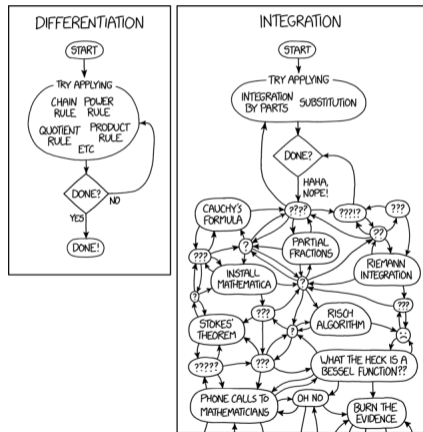 DIFFERENTIATION
START
TRY APPLYING
CHAIN POWER
RULE RULE
QUOTIENT PRODUCT
RULE RULE
ETC
DONE?
NO
YES
DONE!
INTEGRATION
START
TRY APPLYING
INTEGRATION
BY PARTS SUBSTITUTION
DONE?
HAHA,
NOPE!
CAUCHY'S
FORMULA
????
???!?
???
??
???
?
PARTIAL
FRACTIONS
RIEMANN
INTEGRATION
INSTALL
MATHEMATICA
?
?
???
STOKES'
THEOREM
???
?
RISCH
ALGORITHM
?????
???
WHAT THE HECK IS A
BESSEL FUNCTION??
PHONE CALLS TO
MATHEMATICIANS
OH NO
BURN THE
EVIDENCE